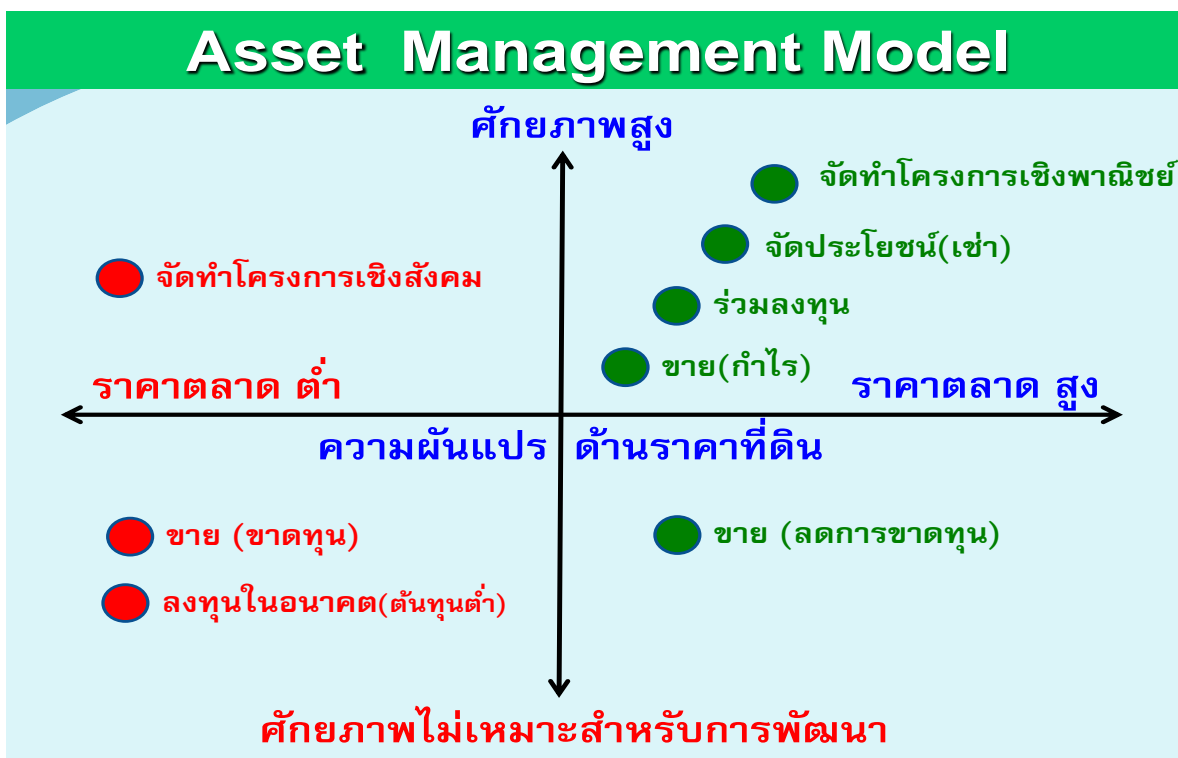 Asset Management Model
ศักยภาพสูง
จัดทำโครงการเชิงพาณิชย์
จัดประโยชน์(เช่า)
จัดทำโครงการเชิงสังคม
ร่วมลงทุน
ขาย(กำไร)
ราคาตลาด ต่ำ
ราคาตลาด สูง
ความผันแปร ด้านราคาที่ดิน
ขาย (ขาดทุน)
ขาย (ลดการขาดทุน)
ลงทุนในอนาคต(ต้นทุนต่ำ)
ศักยภาพไม่เหมาะสำหรับการพัฒนา